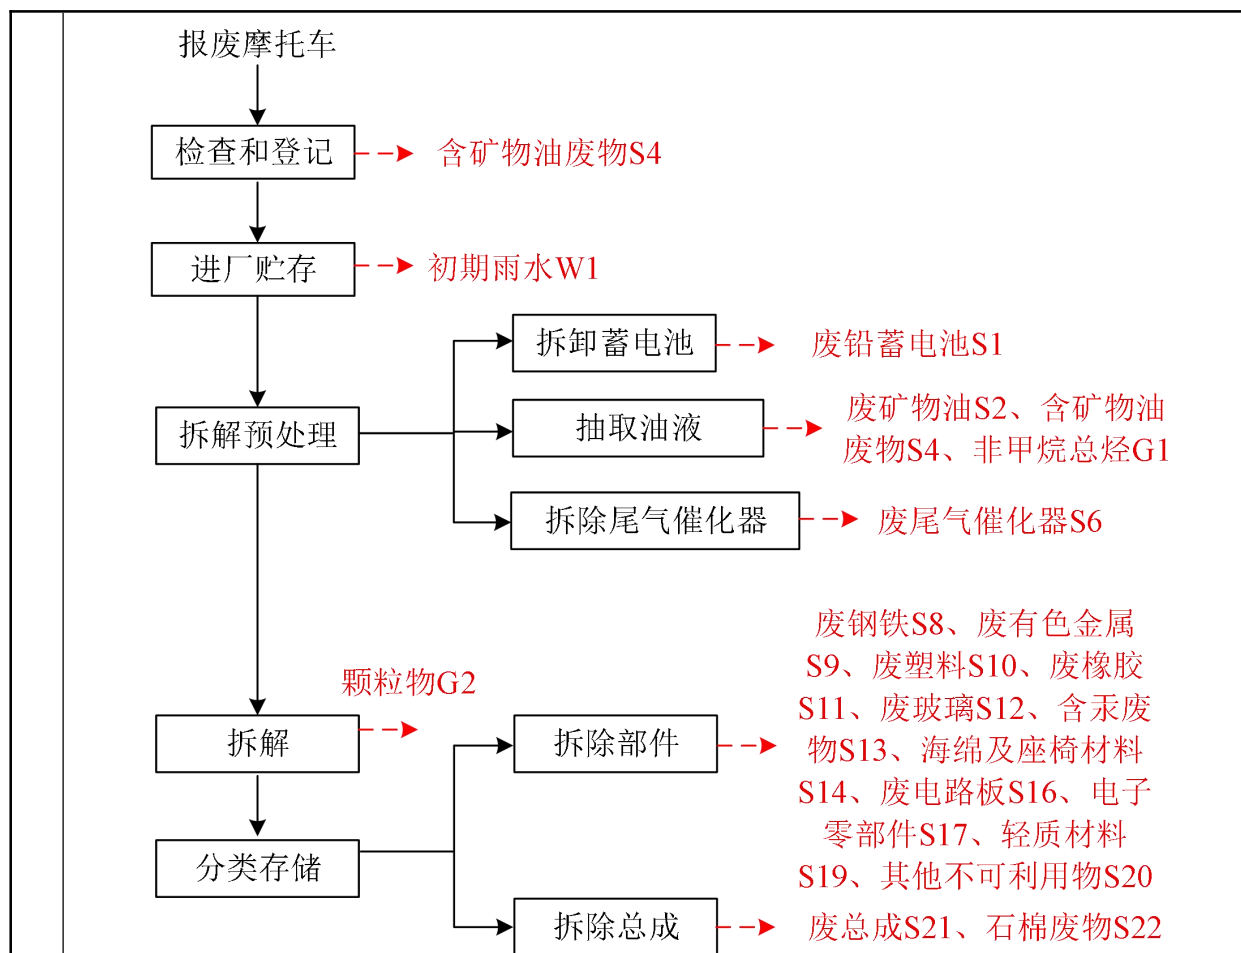 报废摩托车
检查和登记
含矿物油废物S4
进厂贮存
初期雨水W1
拆卸蓄电池
废铅蓄电池S1
拆解预处理
抽取油液
废矿物油S2、含矿物油
废物S4、非甲烷总烃G1
拆除尾气催化器
废尾气催化器S6
颗粒物G2
拆解
拆除部件
废钢铁S8、废有色金属
S9、废塑料S10、废橡胶
S11、废玻璃S12、含汞废
物S13、海绵及座椅材料
S14、废电路板S16、电子
零部件S17、轻质材料
S19、其他不可利用物S20
分类存储
拆除总成
废总成S21、石棉废物S22